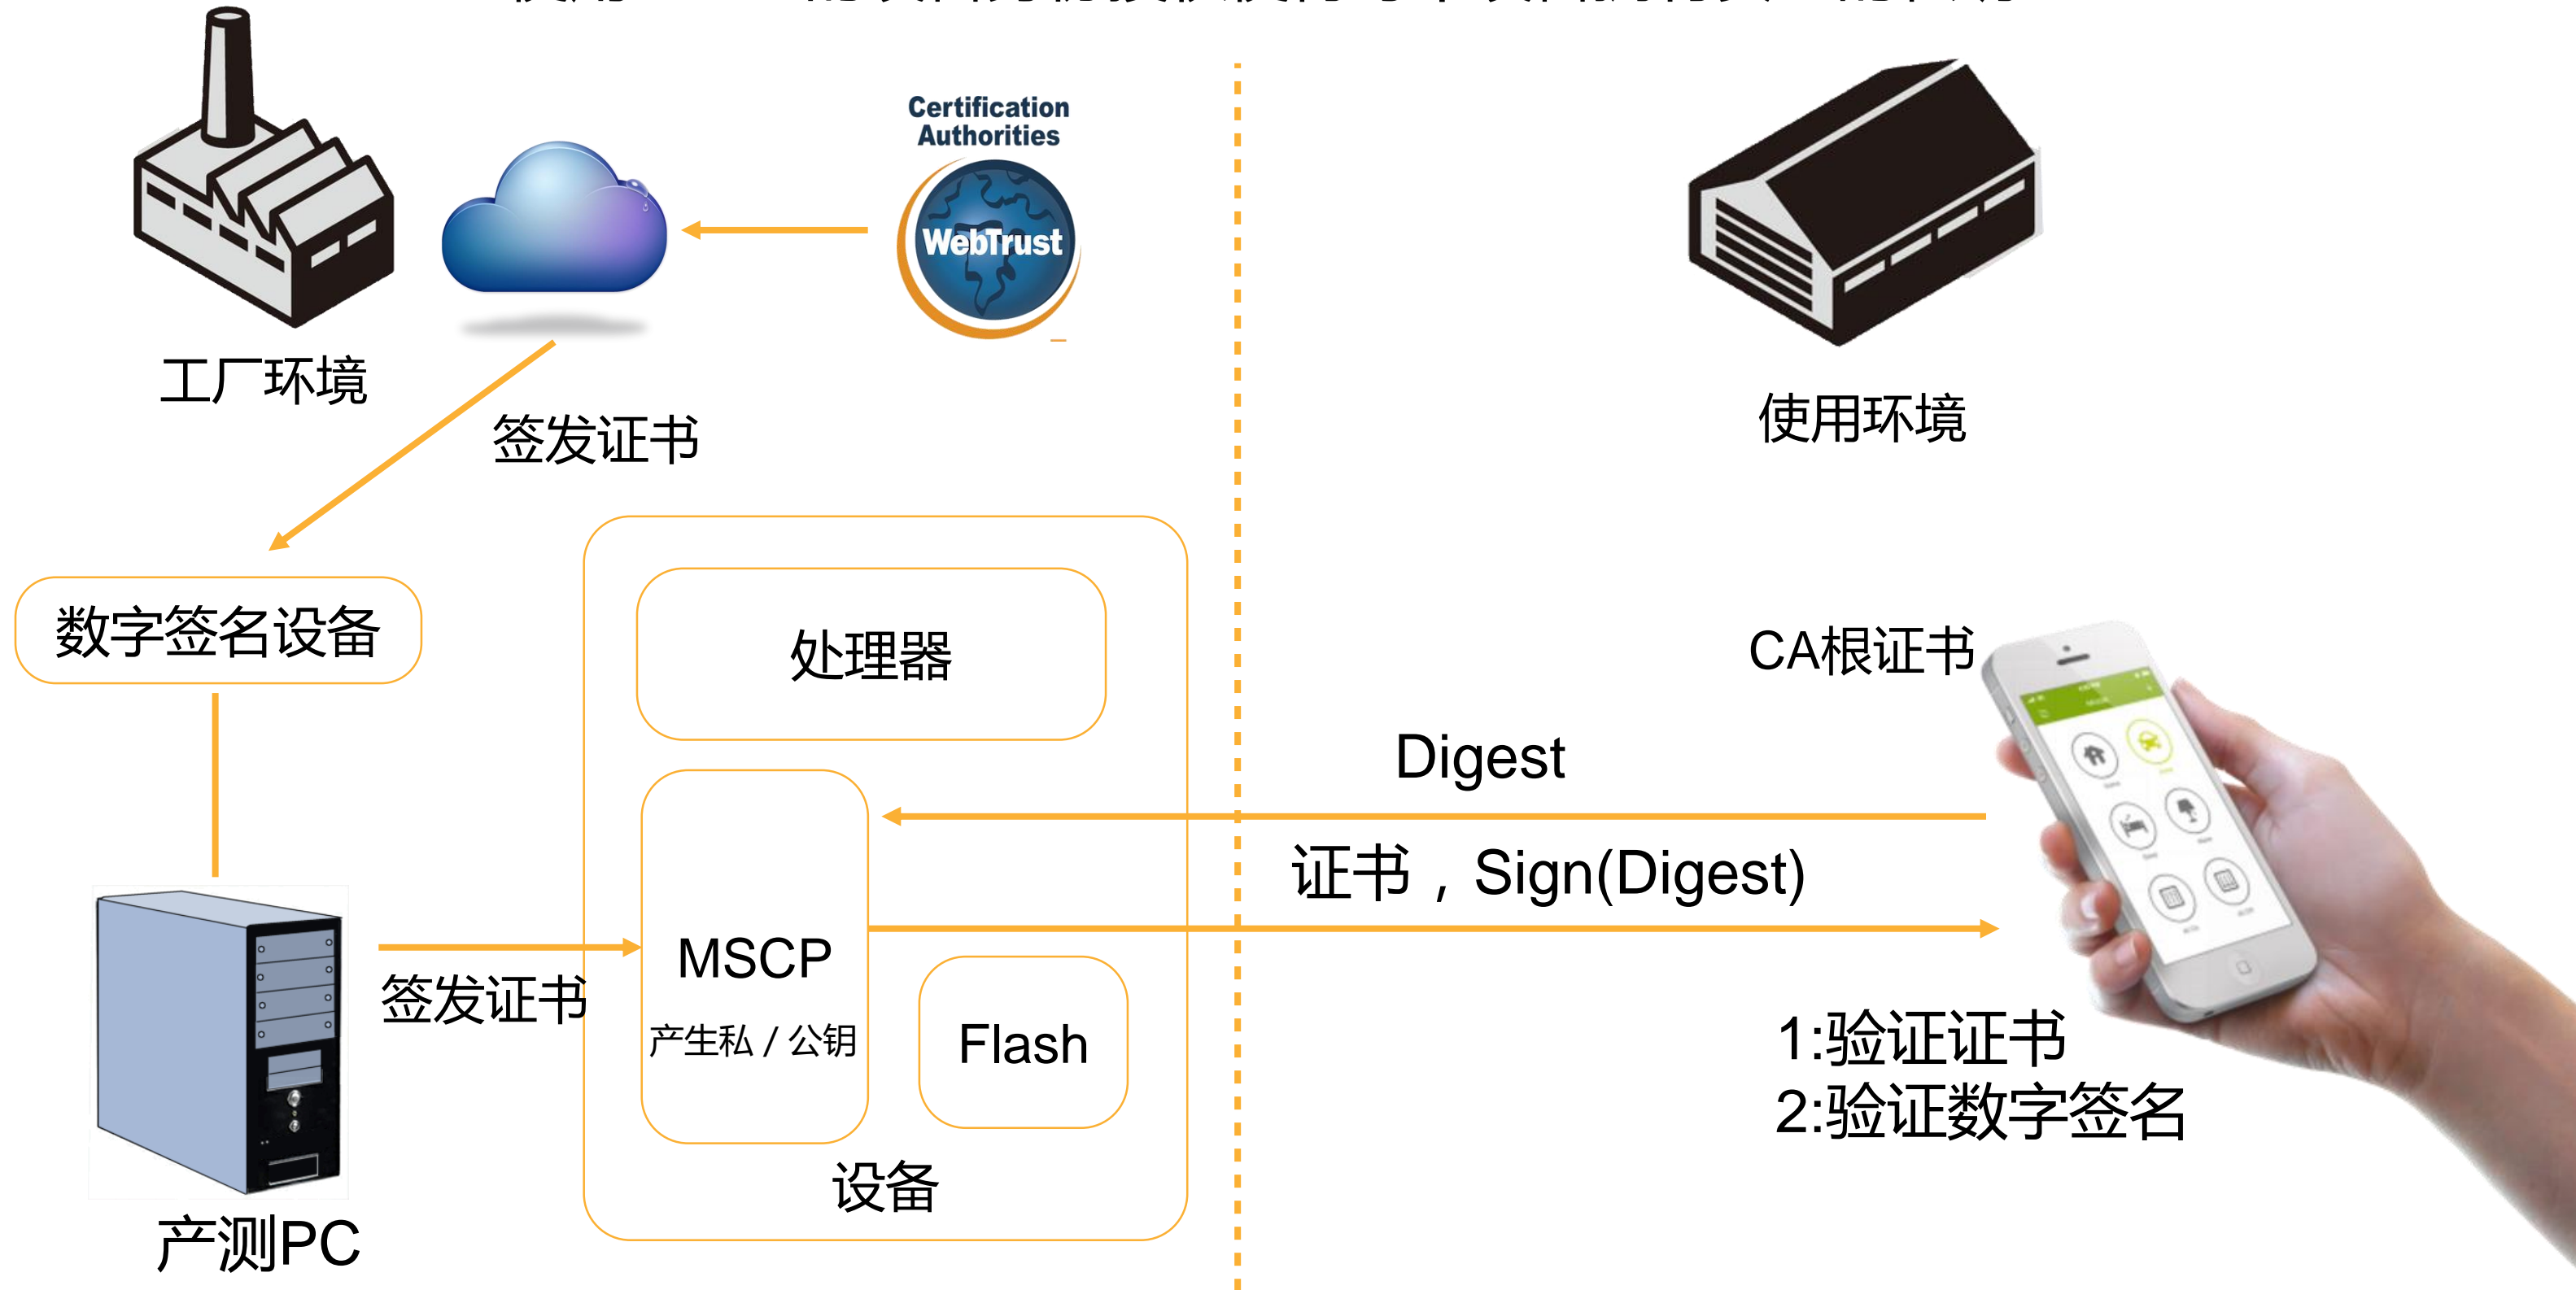 Certification
Authorities
WebTrust
工厂环境
使用环境
签发证书
数字签名设备
处理器
CA根证书
Digest
证书，Sign(Digest)
MSCP
产生私 / 公钥
签发证书
Flash
1:验证证书
2:验证数字签名
设备
产测PC